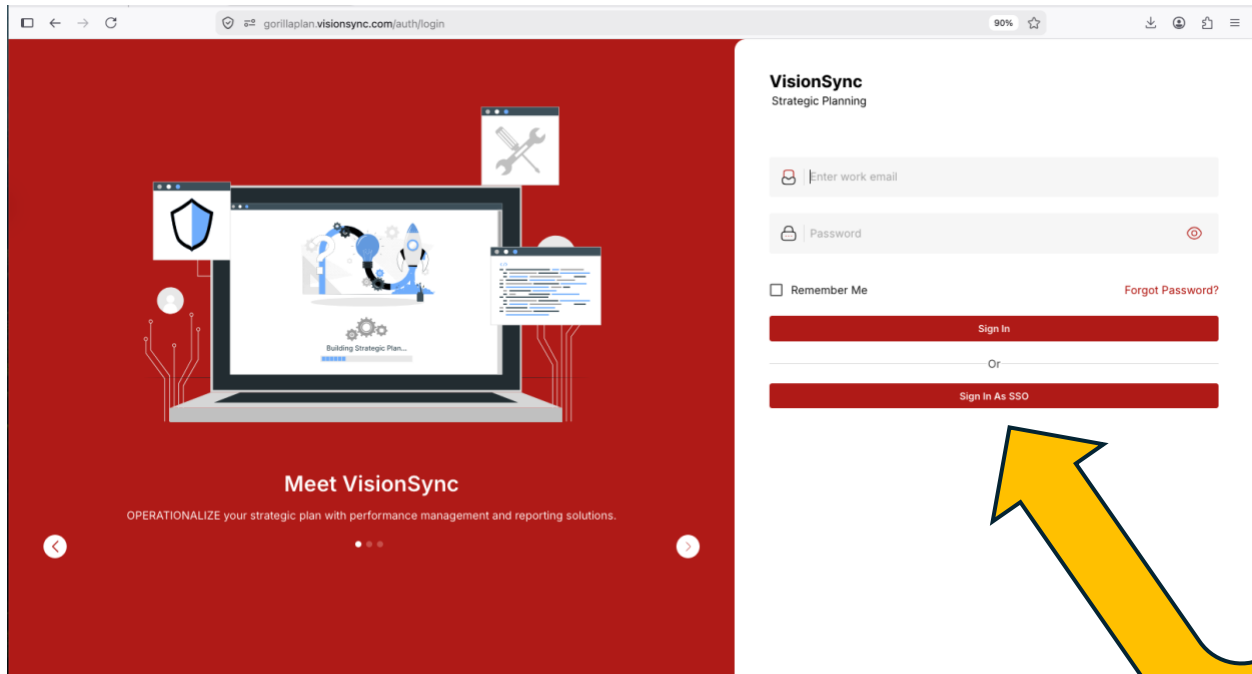 gorillaplan.visionsync.com/auth/login
90%
VisionSync
Strategic Planning
Enter work email
Password
Remember Me
Forgot Password?
Sign In
Or
Sign In As SSO
Building Strategic Plan...
Meet VisionSync
OPERATIONALIZE your strategic plan with performance management and reporting solutions.